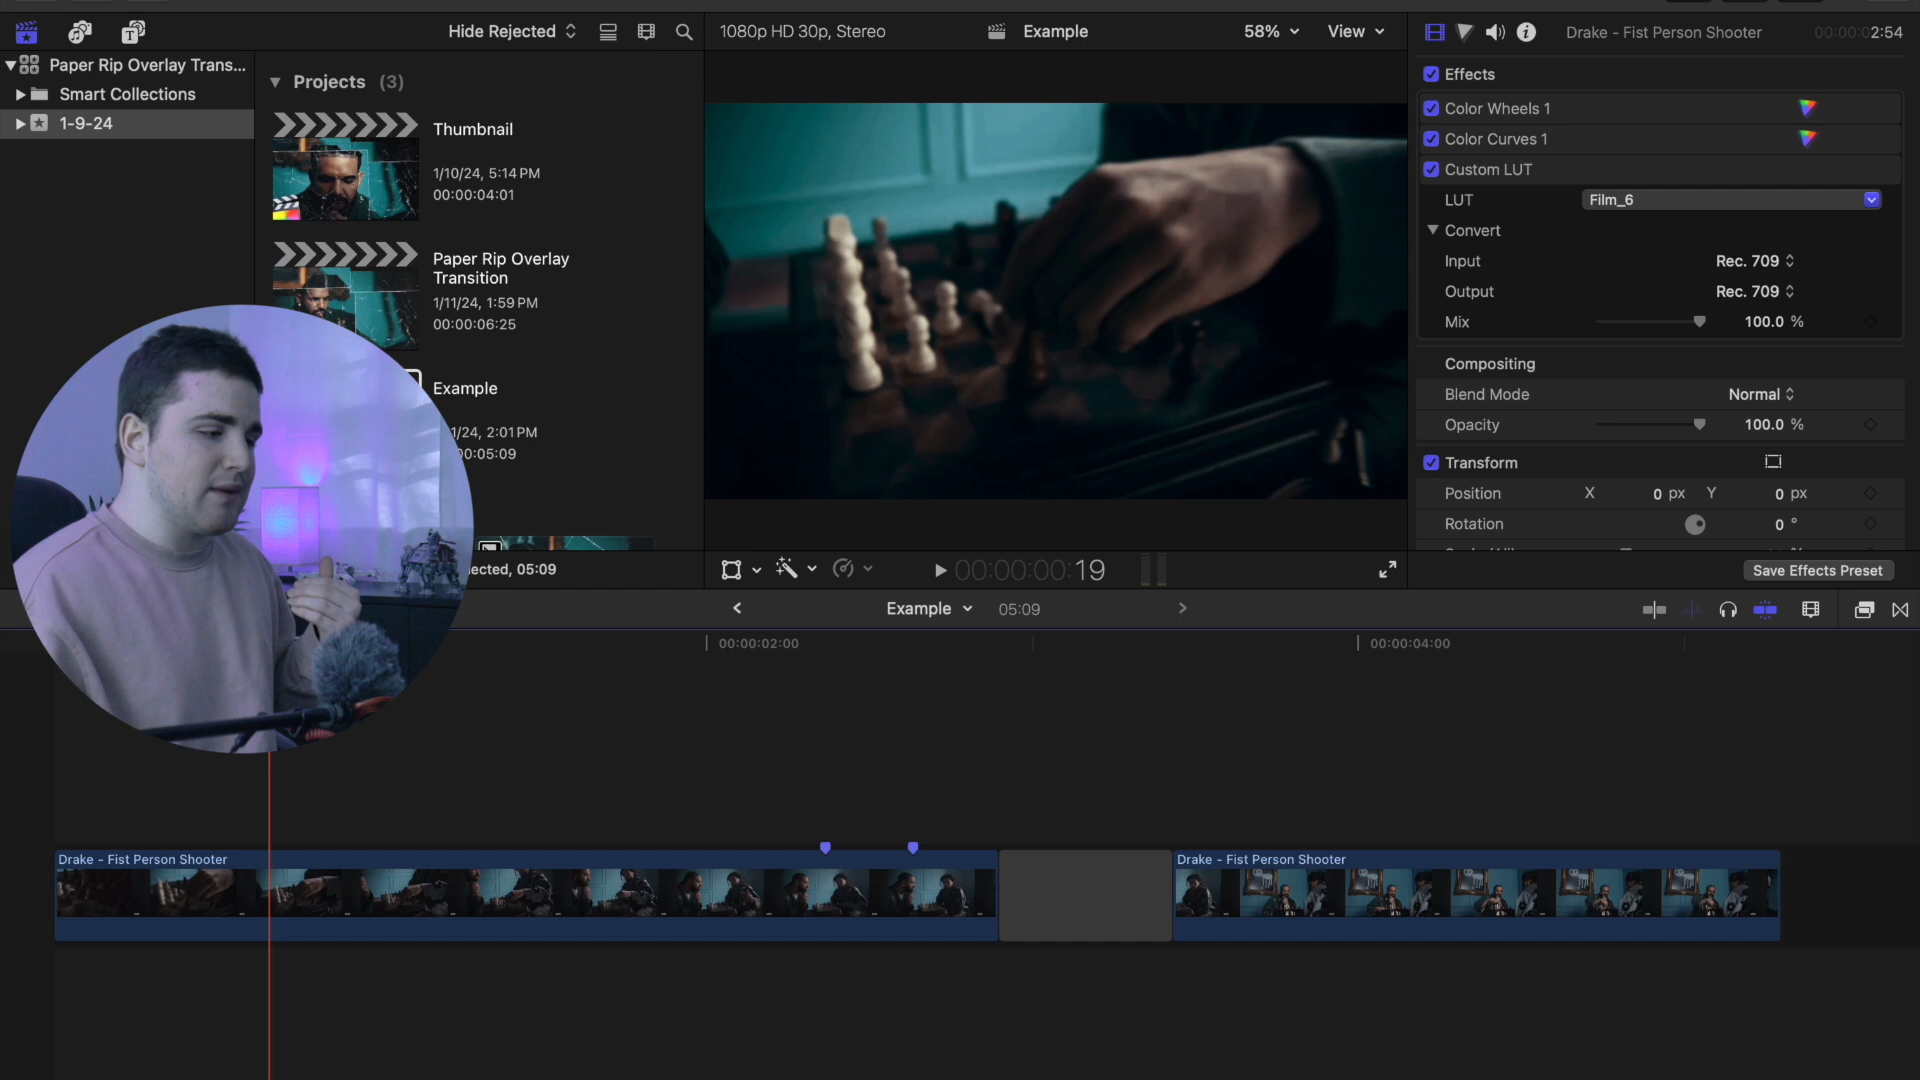 Hide Rejected
1080p HD 30p, Stereo
Example
58%
View
Drake - Fist Person Shooter
00:00:02:54
Paper Rip Overlay Trans...
Smart Collections
1-9-24
Projects (3)
Thumbnail
1/10/24, 5:14 PM
00:00:04:01
Paper Rip Overlay
Transition
1/11/24, 1:59 PM
00:00:06:25
Example
1/24, 2:01 PM
00:05:09
ected, 05:09
Effects
Color Wheels 1
Color Curves 1
Custom LUT
LUT Film_6
Convert
Input Rec. 709
Output Rec. 709
Mix 100.0 %
Compositing
Blend Mode Normal
Opacity 100.0 %
Transform
Position X 0 px Y 0 px
Rotation 0 °
Save Effects Preset
00:00:00:19
Example 05:09
00:00:02:00
00:00:04:00
Drake - Fist Person Shooter
Drake - Fist Person Shooter